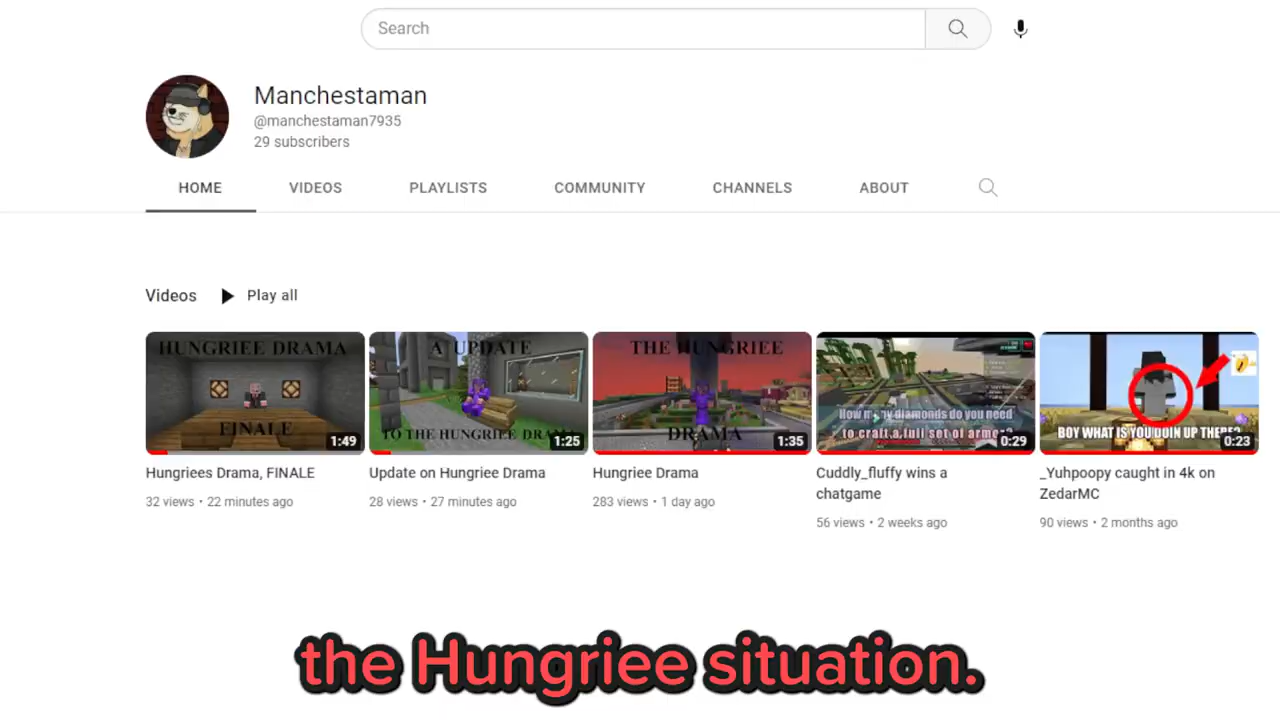 Search
Manchestaman
@manchestaman7935
29 subscribers
HOME VIDEOS PLAYLISTS COMMUNITY CHANNELS ABOUT
Videos Play all
HUNGRIEE DRAMA
FINALE
1:49
A UPDATE
TO THE HUNGRIEE DRAMA
1:25
THE HUNGRIEE
DRAMA
1:35
How many diamonds do you need
to craft a full set of armor
0:29
BOY WHAT IS YOU DOIN UP THERE?
0:23
Hungriees Drama, FINALE
32 views • 22 minutes ago
Update on Hungriee Drama
28 views • 27 minutes ago
Hungriee Drama
283 views • 1 day ago
Cuddly_fluffy wins a
chatgame
56 views • 2 weeks ago
_Yuhpoopy caught in 4k on
ZedarMC
90 views • 2 months ago
the Hungriee situation.